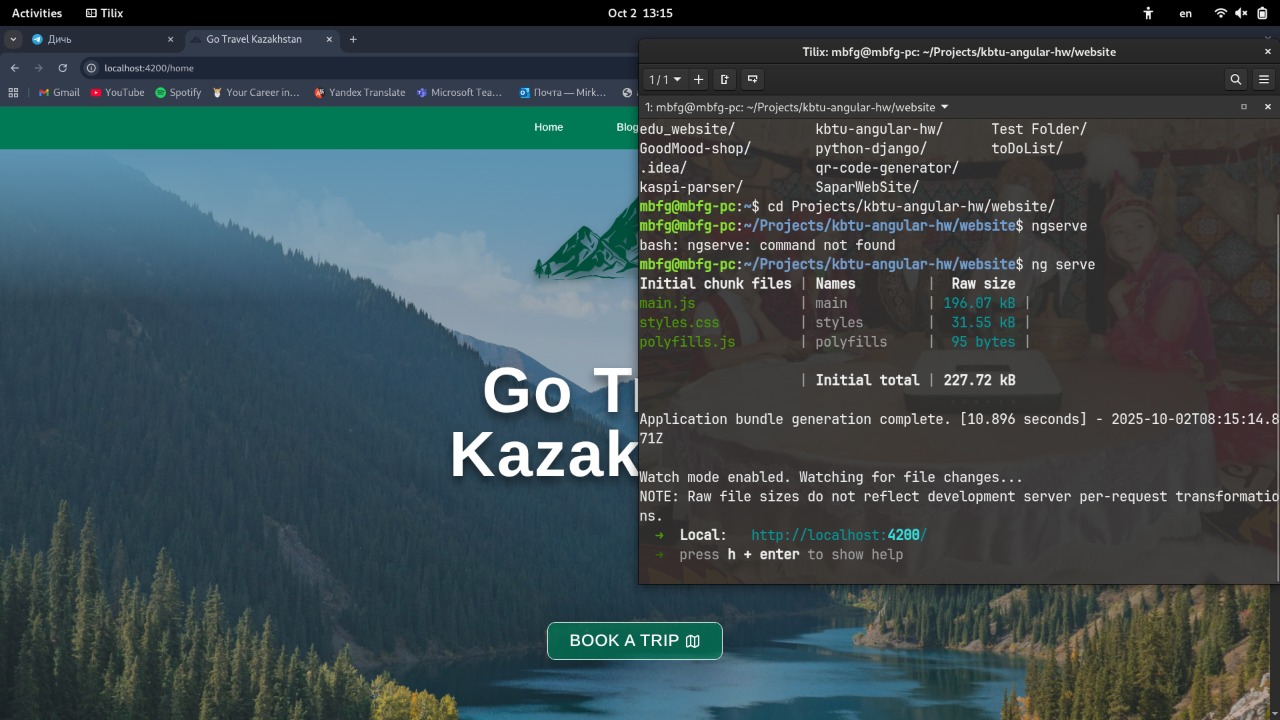 Activities Tilix Oct 2 13:15 en
Дичь Go Travel Kazakhstan
localhost:4200/home
Gmail YouTube Spotify Your Career in… Yandex Translate Microsoft Tea… Почта — Mirk…
Home Blog
Go T
Kazak
BOOK A TRIP
Tilix: mbfg@mbfg-pc: ~/Projects/kbtu-angular-hw/website
1 / 1
1: mbfg@mbfg-pc: ~/Projects/kbtu-angular-hw/website
edu_website/ kbtu-angular-hw/ Test Folder/
GoodMood-shop/ python-django/ toDoList/
.idea/ qr-code-generator/
kaspi-parser/ SaparWebSite/
mbfg@mbfg-pc:~$ cd Projects/kbtu-angular-hw/website/
mbfg@mbfg-pc:~/Projects/kbtu-angular-hw/website$ ngserve
bash: ngserve: command not found
mbfg@mbfg-pc:~/Projects/kbtu-angular-hw/website$ ng serve
Initial chunk files | Names | Raw size
main.js | main | 196.07 kB |
styles.css | styles | 31.55 kB |
polyfills.js | polyfills | 95 bytes |
| Initial total | 227.72 kB
Application bundle generation complete. [10.896 seconds] - 2025-10-02T08:15:14.8
71Z
Watch mode enabled. Watching for file changes...
NOTE: Raw file sizes do not reflect development server per-request transformatio
ns.
➜ Local: http://localhost:4200/
➜ press h + enter to show help